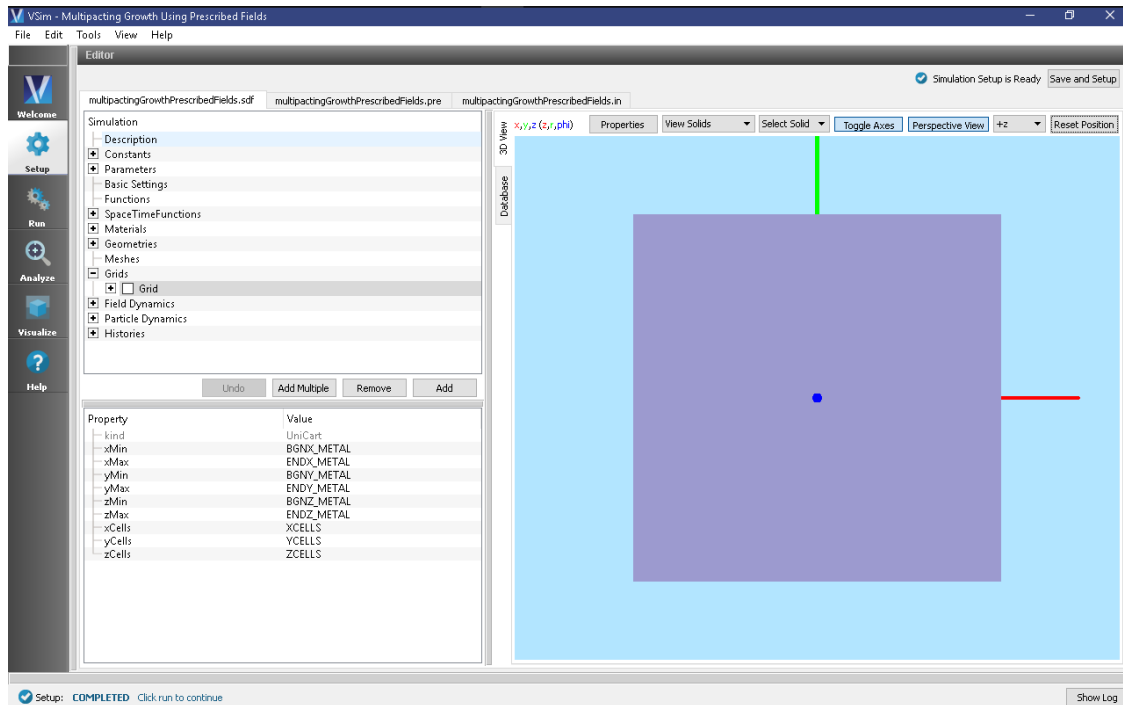 VSim - Multipacting Growth Using Prescribed Fields
File Edit Tools View Help
Editor
Simulation Setup is Ready Save and Setup
Welcome
Setup
Run
Analyze
Visualize
Help
multipactingGrowthPrescribedFields.sdf multipactingGrowthPrescribedFields.pre multipactingGrowthPrescribedFields.in
Simulation
Description
Constants
Parameters
Basic Settings
Functions
SpaceTimeFunctions
Materials
Geometries
Meshes
Grids
Grid
Field Dynamics
Particle Dynamics
Histories
Undo Add Multiple Remove Add
Property Value
kind UniCart
xMin BGNX_METAL
xMax ENDX_METAL
yMin BGNY_METAL
yMax ENDY_METAL
zMin BGNZ_METAL
zMax ENDZ_METAL
xCells XCELLS
yCells YCELLS
zCells ZCELLS
3D View
Database
x,y,z (z,r,phi) Properties View Solids Select Solid Toggle Axes Perspective View +z Reset Position
Setup: COMPLETED Click run to continue
Show Log